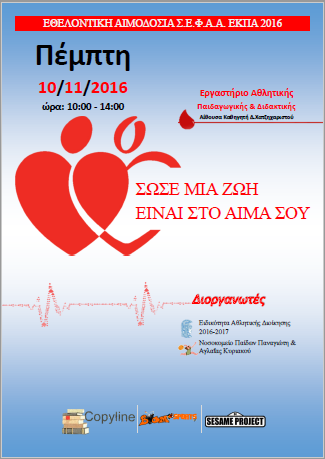 ΕΘΕΛΟΝΤΙΚΗ ΑΙΜΟΔΟΣΙΑ Σ.Ε.Φ.Α.Α. ΕΚΠΑ 2016
Πέμπτη
10/11/2016
ώρα: 10:00 - 14:00
Εργαστήριο Αθλητικής
Παιδαγωγικής & Διδακτικής
Αίθουσα Καθηγητή Δ.Χατζηχαριστού
ΣΩΣΕ ΜΙΑ ΖΩΗ
ΕΙΝΑΙ ΣΤΟ ΑΙΜΑ ΣΟΥ
Διοργανωτές
Ειδικότητα Αθλητικής Διοίκησης
2016-2017
Νοσοκομείο Παίδων Παναγιώτη &
Αγλαΐας Κυριακού
Copyline
SESAME PROJECT